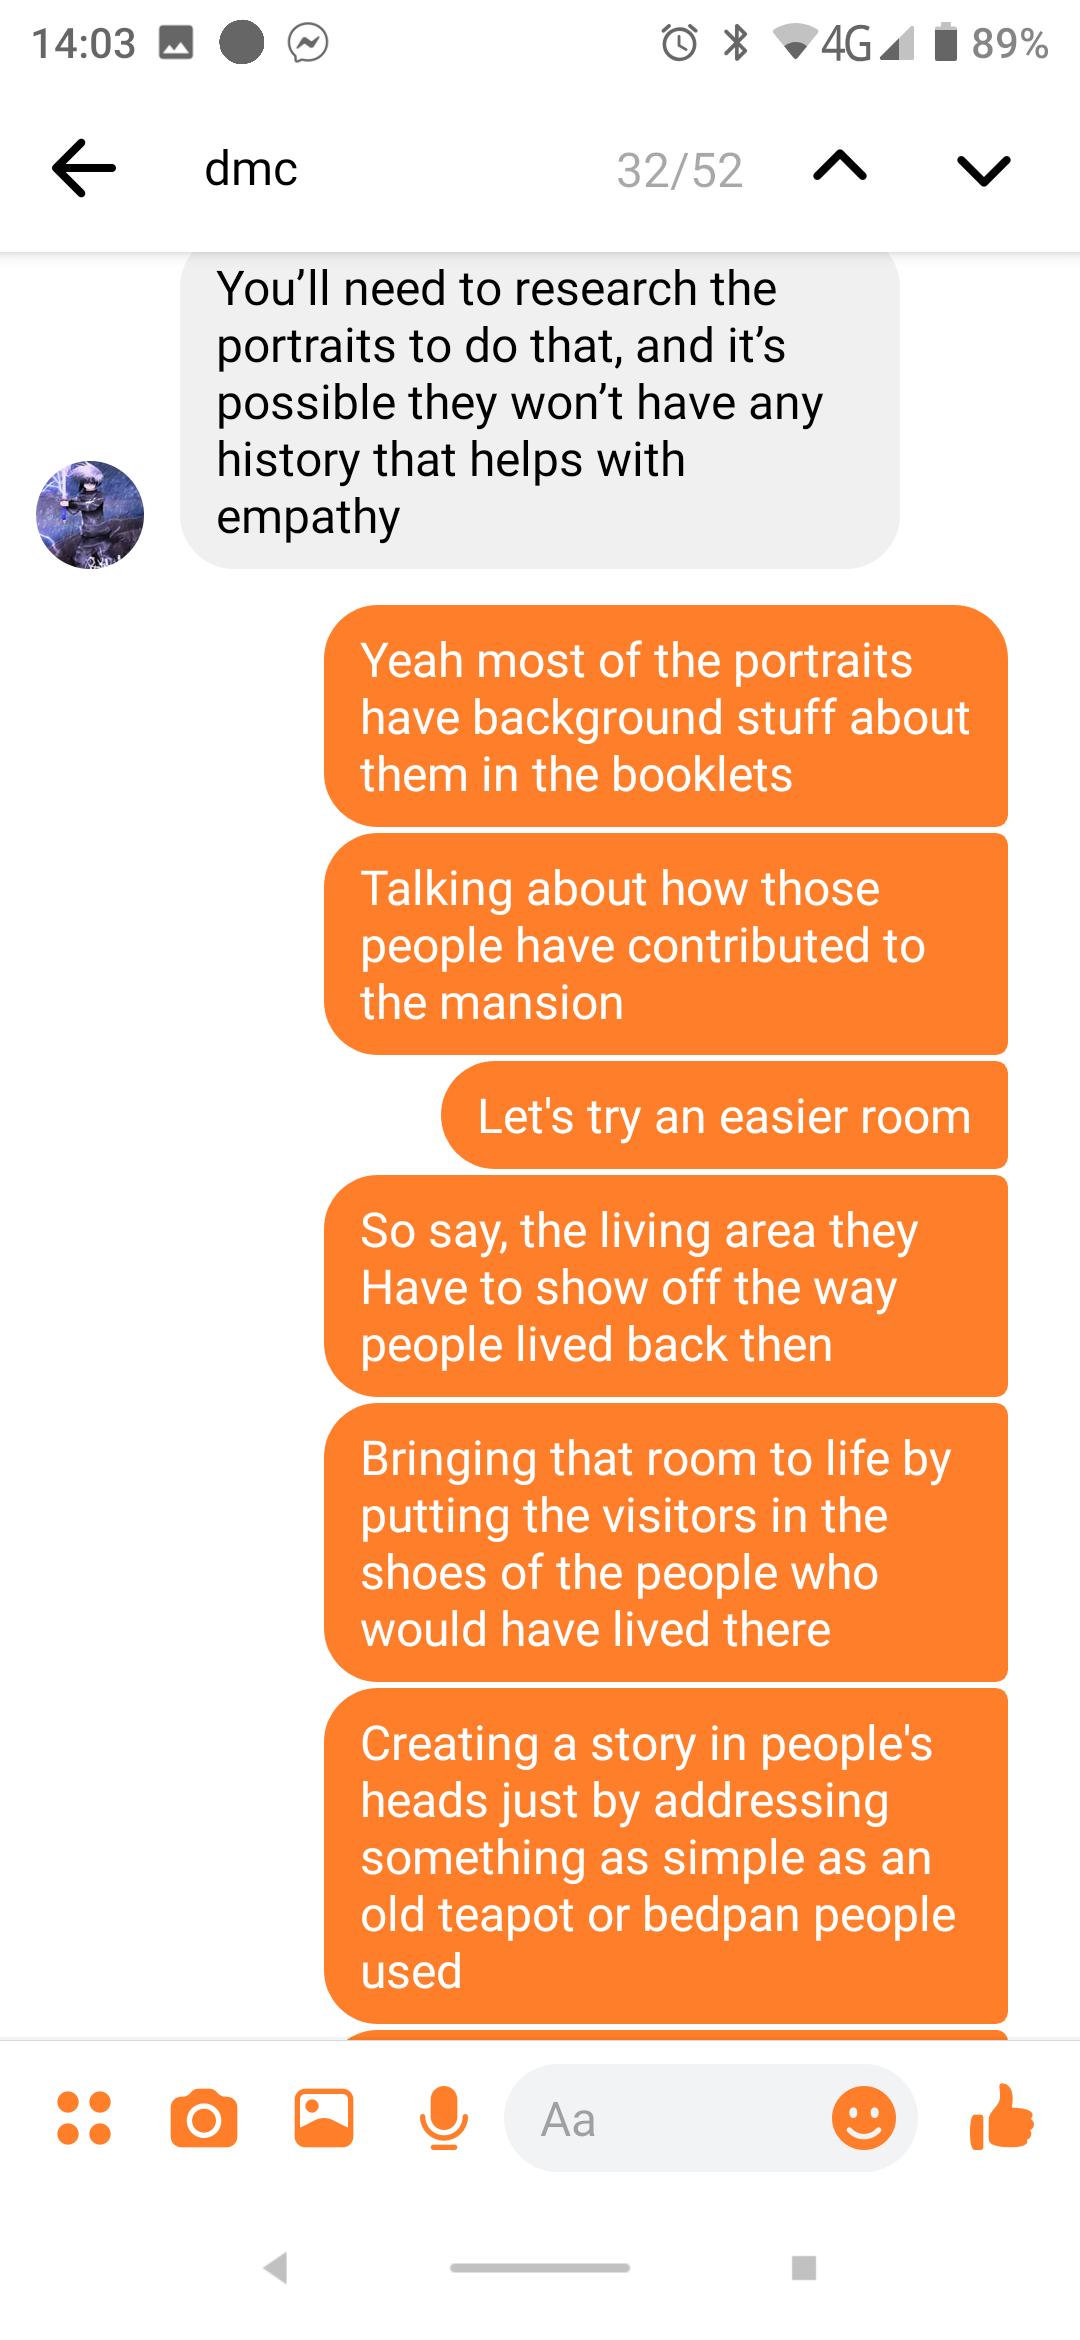 14:03 4G 89%
dmc 32/52
You’ll need to research the
portraits to do that, and it’s
possible they won’t have any
history that helps with
empathy
Yeah most of the portraits
have background stuff about
them in the booklets
Talking about how those
people have contributed to
the mansion
Let's try an easier room
So say, the living area they
Have to show off the way
people lived back then
Bringing that room to life by
putting the visitors in the
shoes of the people who
would have lived there
Creating a story in people's
heads just by addressing
something as simple as an
old teapot or bedpan people
used
Aa